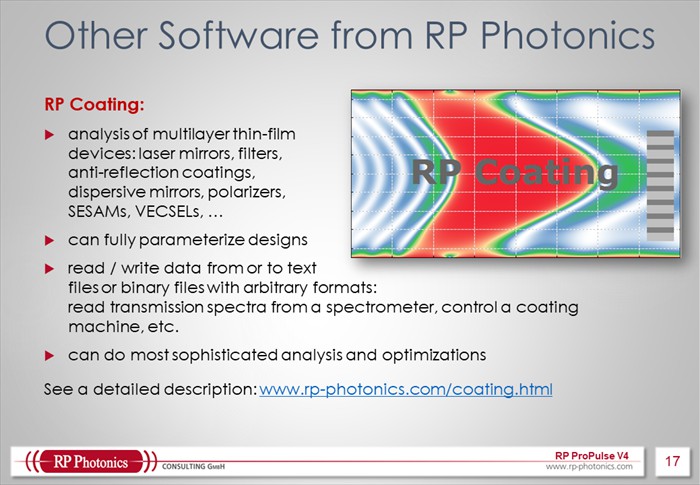 Other Software from RP Photonics
RP Coating:
analysis of multilayer thin-film
devices: laser mirrors, filters,
anti-reflection coatings,
dispersive mirrors, polarizers,
SESAMs, VECSELs, …
can fully parameterize designs
read / write data from or to text
files or binary files with arbitrary formats:
read transmission spectra from a spectrometer, control a coating
machine, etc.
can do most sophisticated analysis and optimizations
See a detailed description: www.rp-photonics.com/coating.html
RP Coating
RP Photonics
CONSULTING GmbH
RP ProPulse V4
www.rp-photonics.com
17